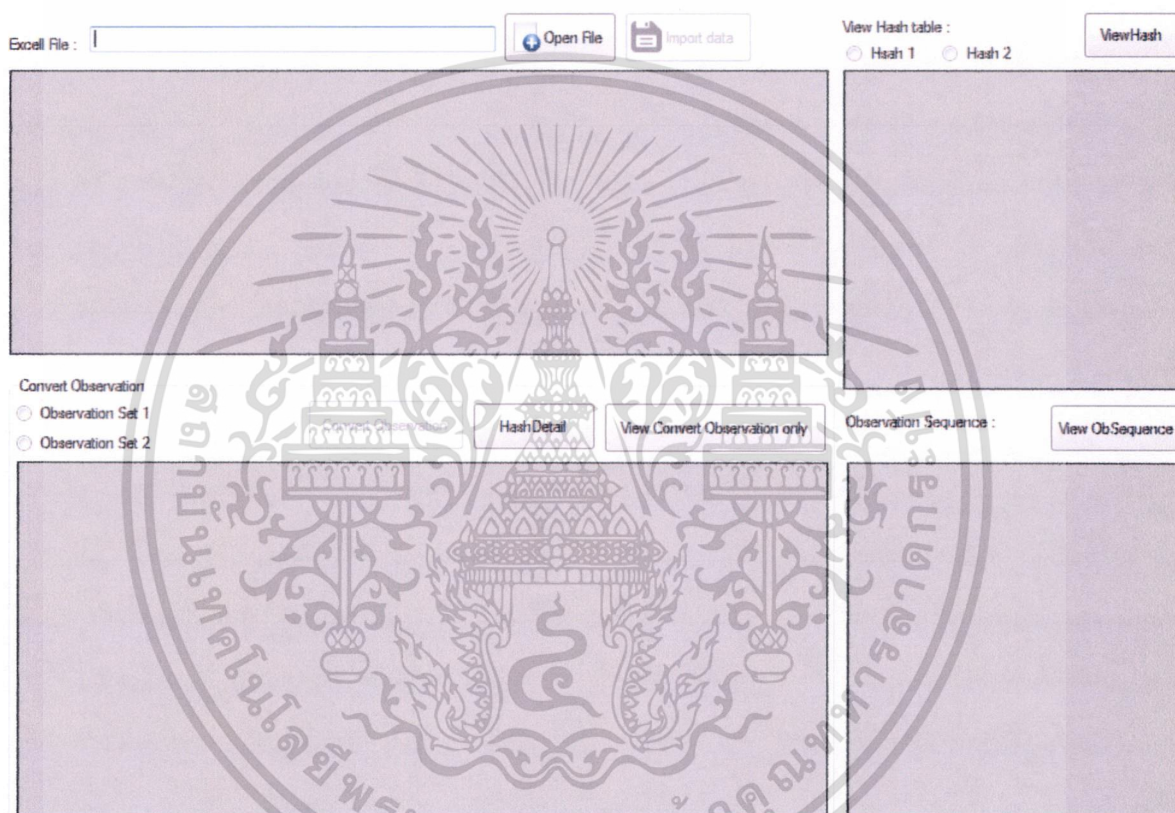 Excell File :
Open File
Import data
View Hash table :
Hsah 1
Hash 2
ViewHash
Convert Observation
Observation Set 1
Observation Set 2
Convert Observation
HashDetail
View Convert Observation only
Observation Sequence :
View ObSequence